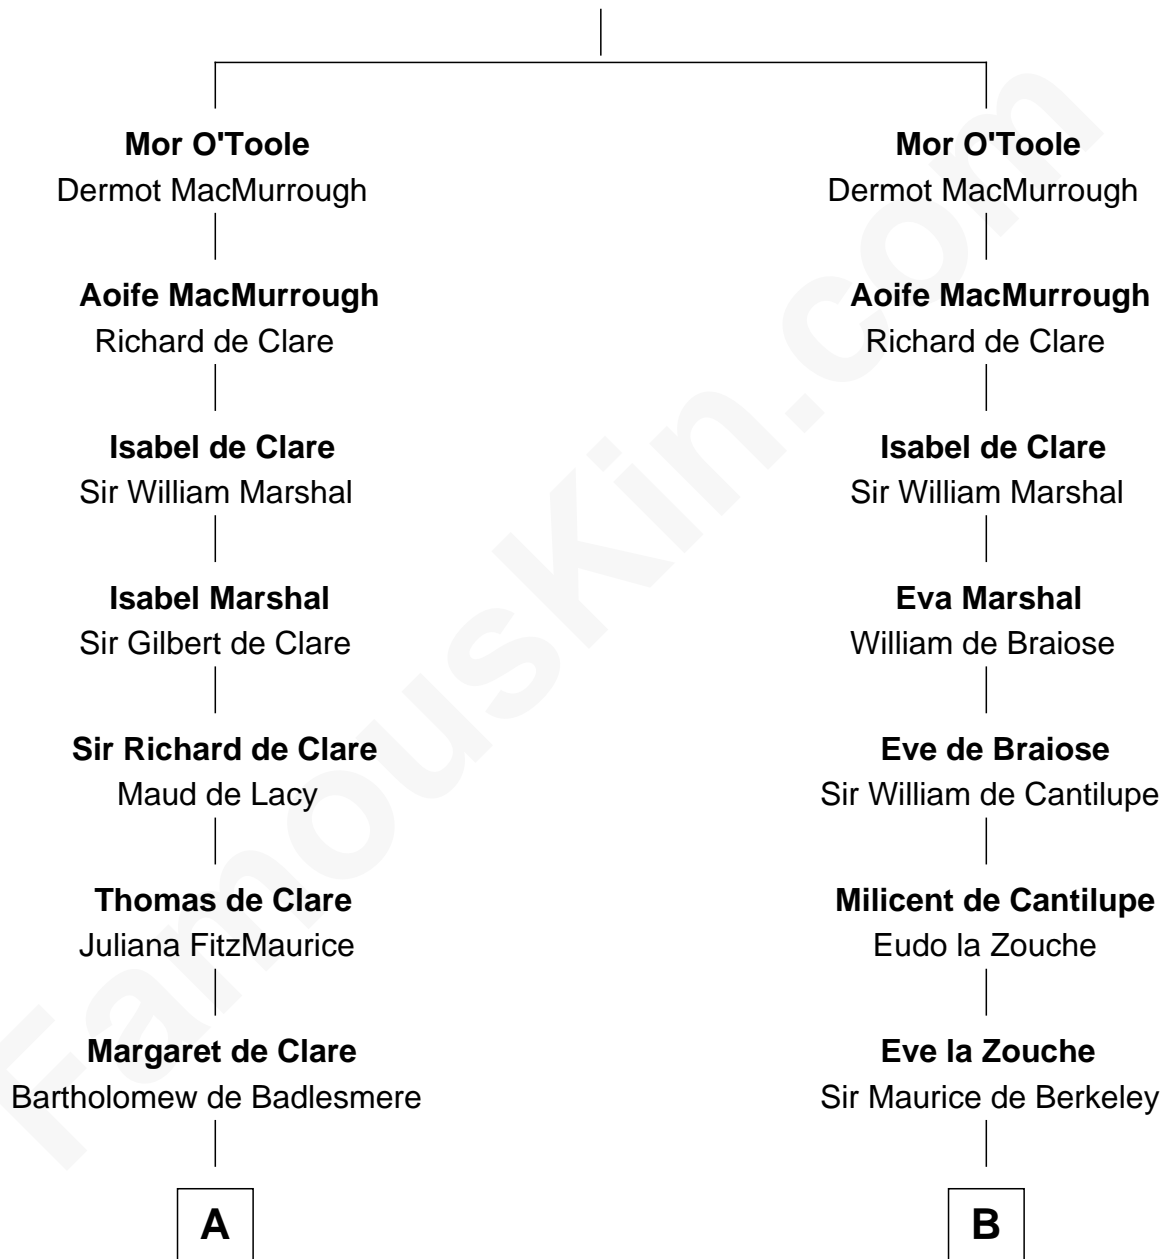 Mor O'Toole
Dermot MacMurrough
Aoife MacMurrough
Richard de Clare
Isabel de Clare
Sir William Marshal
Isabel Marshal
Sir Gilbert de Clare
Sir Richard de Clare
Maud de Lacy
Thomas de Clare
Juliana FitzMaurice
Margaret de Clare
Bartholomew de Badlesmere
A
Mor O'Toole
Dermot MacMurrough
Aoife MacMurrough
Richard de Clare
Isabel de Clare
Sir William Marshal
Eva Marshal
William de Braiose
Eve de Braiose
Sir William de Cantilupe
Milicent de Cantilupe
Eudo la Zouche
Eve la Zouche
Sir Maurice de Berkeley
B
FamousKin.com